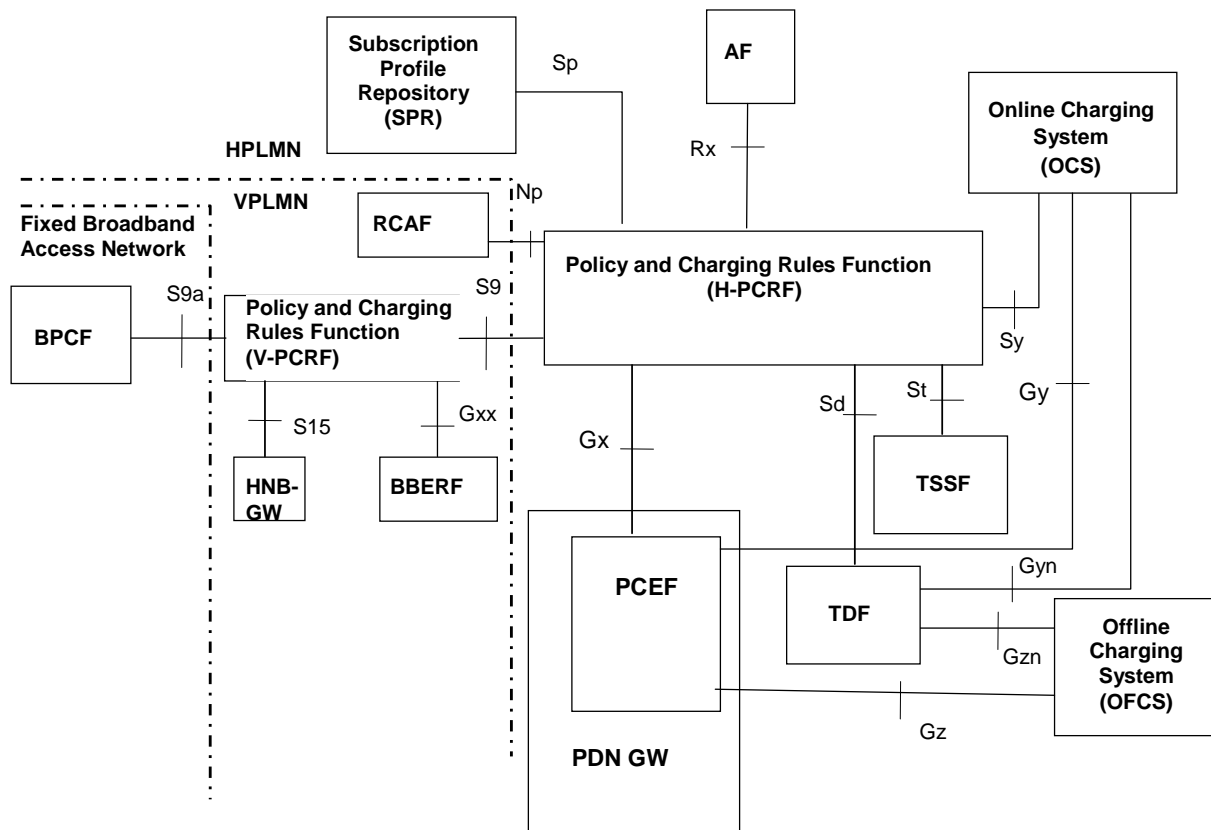 Subscription
Profile
Repository
(SPR)
Sp
AF
Rx
Online Charging
System
(OCS)
HPLMN
VPLMN
Np
Fixed Broadband
Access Network
RCAF
Policy and Charging Rules Function
(H-PCRF)
S9a
S9
BPCF
Policy and Charging
Rules Function
(V-PCRF)
Sy
S15
Gxx
Gx
Sd
St
Gy
HNB-
GW
BBERF
TSSF
PCEF
TDF
Gyn
Gzn
Offline
Charging
System
(OFCS)
Gz
PDN GW